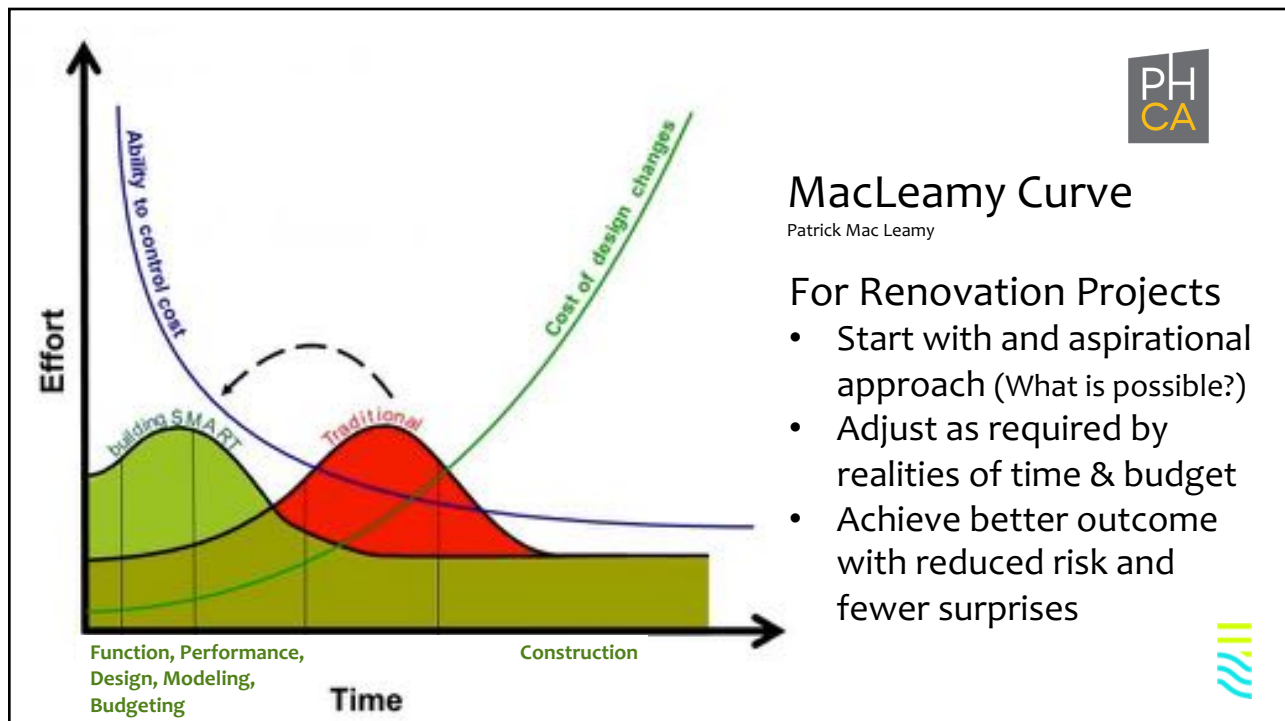 PH
CA
MacLeamy Curve
Patrick Mac Leamy
For Renovation Projects
• Start with and aspirational
approach (What is possible?)
• Adjust as required by
realities of time & budget
• Achieve better outcome
with reduced risk and
fewer surprises
Effort
Ability to control cost
Cost of design changes
building SMART
Traditional
Function, Performance,
Design, Modeling,
Budgeting
Construction
Time